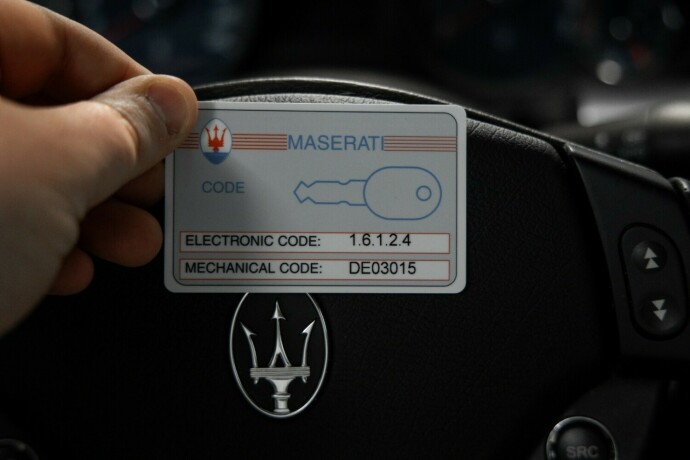 MASERATI
CODE
ELECTRONIC CODE: 1.6.1.2.4
MECHANICAL CODE: DE03015
SRC